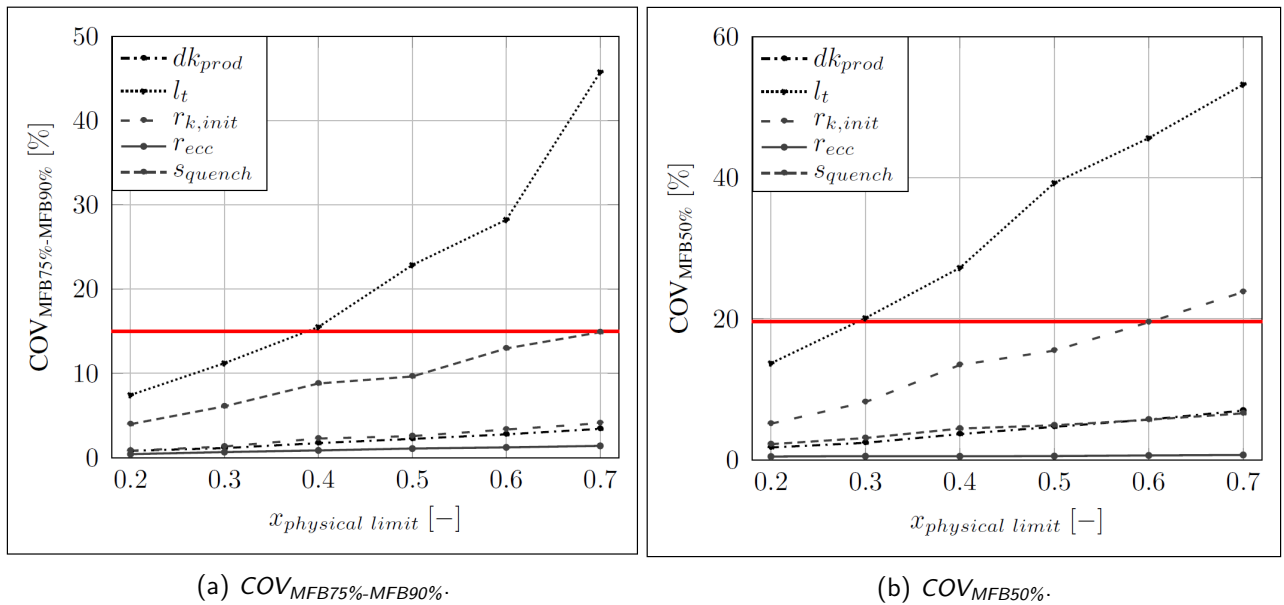 60
50
40
30
20
10
0
COV_MFB75%-MFB90% [%]
dk_prod
l_t
r_k,init
r_ecc
s_quench
0.2 0.3 0.4 0.5 0.6 0.7
x_physical limit [−]
(a) COV_MFB75%-MFB90%.
60
40
20
0
COV_MFB50% [%]
dk_prod
l_t
r_k,init
r_ecc
s_quench
0.2 0.3 0.4 0.5 0.6 0.7
x_physical limit [−]
(b) COV_MFB50%.